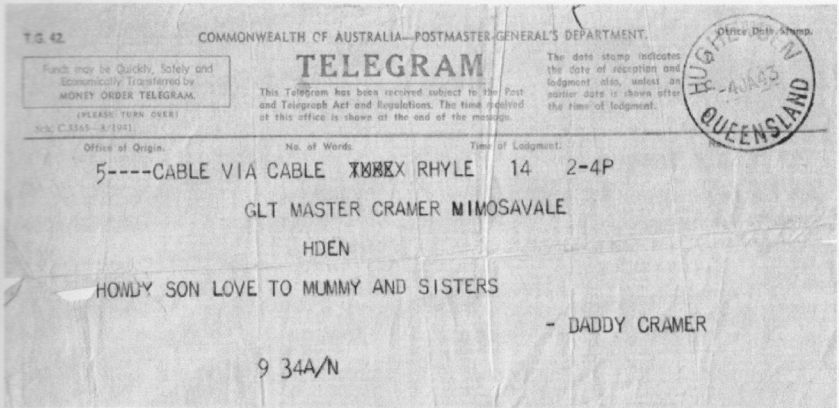 T.G. 42.
COMMONWEALTH OF AUSTRALIA—POSTMASTER-GENERAL'S DEPARTMENT.
Office Date Stamp.
TELEGRAM
Funds may be Quickly, Safely and
Economically Transferred by
MONEY ORDER TELEGRAM.
(PLEASE TURN OVER)
Sch. C.3565—8/1941.
This Telegram has been received subject to the Post
and Telegraph Act and Regulations. The time received
at this office is shown at the end of the message.
The date stamp indicates
the date of reception and
lodgment also, unless an
earlier date is shown after
the time of lodgment.
HUGHENDEN
-4JA43
QUEENSLAND
Office of Origin. No. of Words. Time of Lodgment.
5----CABLE VIA CABLE RHYLE 14 2-4P
GLT MASTER CRAMER MIMOSAVALE
HDEN
HOWDY SON LOVE TO MUMMY AND SISTERS
- DADDY CRAMER
9 34A/N